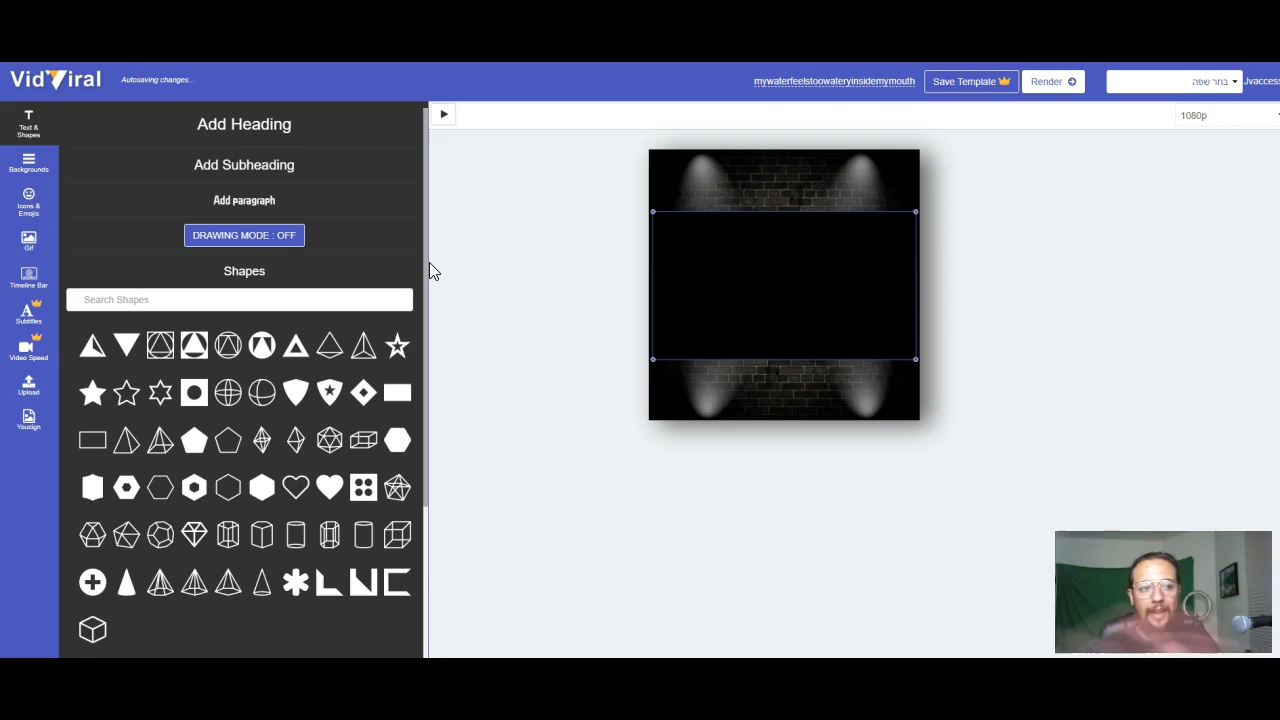 VidViral
Autosaving changes...
mywaterfeelstoowateryinsidemymouth
Save Template
Render
בחר שפה
Jvaccess
Text &
Shapes
Backgrounds
Icons &
Emojis
Gif
Timeline Bar
Subtitles
Video Speed
Upload
Youzign
Add Heading
Add Subheading
Add paragraph
DRAWING MODE : OFF
Shapes
Search Shapes
1080p